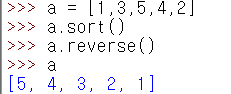 >>> a = [1,3,5,4,2]
>>> a.sort()
>>> a.reverse()
>>> a
[5, 4, 3, 2, 1]